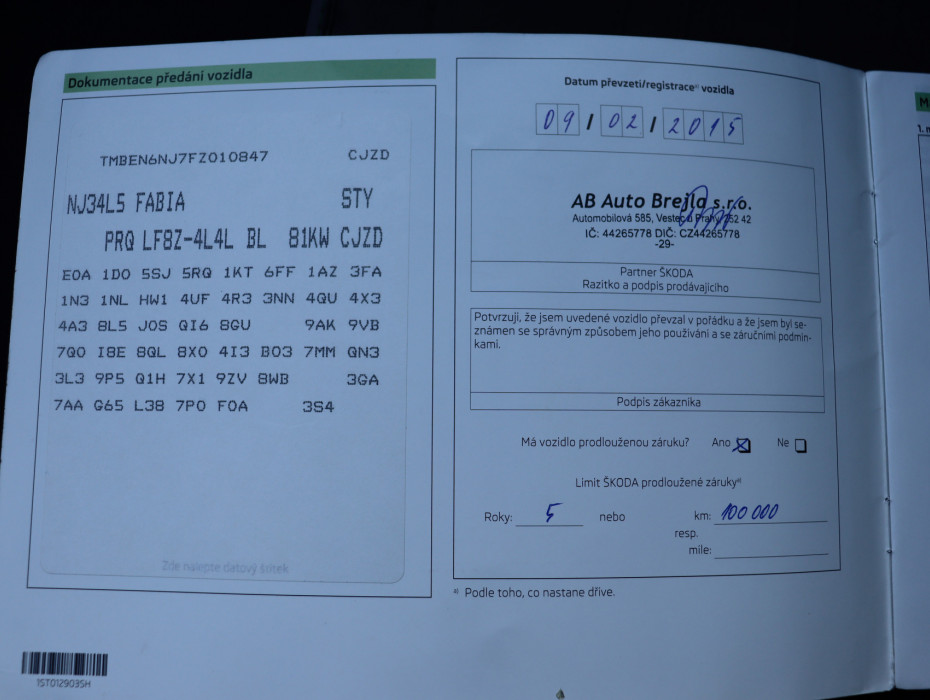 Dokumentace předání vozidla
TMBEN6NJ7FZ010847 CJZD
NJ34L5 FABIA STY
PRQ LF8Z-4L4L BL 81KW CJZD
E0A 1D0 5SJ 5RQ 1KT 6FF 1AZ 3FA
1N3 1NL HW1 4UF 4R3 3NN 4QU 4X3
4A3 8L5 J0S QI6 8GU 9AK 9VB
7Q0 I8E 8QL 8X0 4I3 B03 7MM QN3
3L3 9P5 Q1H 7X1 9ZV 8WB 3GA
7AA G65 L38 7P0 F0A 3S4
Zde nalepte datový štítek
1ST012903SH
Datum převzetí/registrace a) vozidla
09 / 02 / 2015
AB Auto Brejla s.r.o.
Automobilová 585, Vestec u Prahy 252 42
IČ: 44265778 DIČ: CZ44265778
-29-
Partner ŠKODA
Razítko a podpis prodávajícího
Potvrzuji, že jsem uvedené vozidlo převzal v pořádku a že jsem byl se-
známen se správným způsobem jeho používání a se záručními podmín-
kami.
Podpis zákazníka
Má vozidlo prodlouženou záruku? Ano Ne
Limit ŠKODA prodloužené záruky a)
Roky: 5 nebo km: 100 000
resp.
míle:
a) Podle toho, co nastane dříve.
M
1.